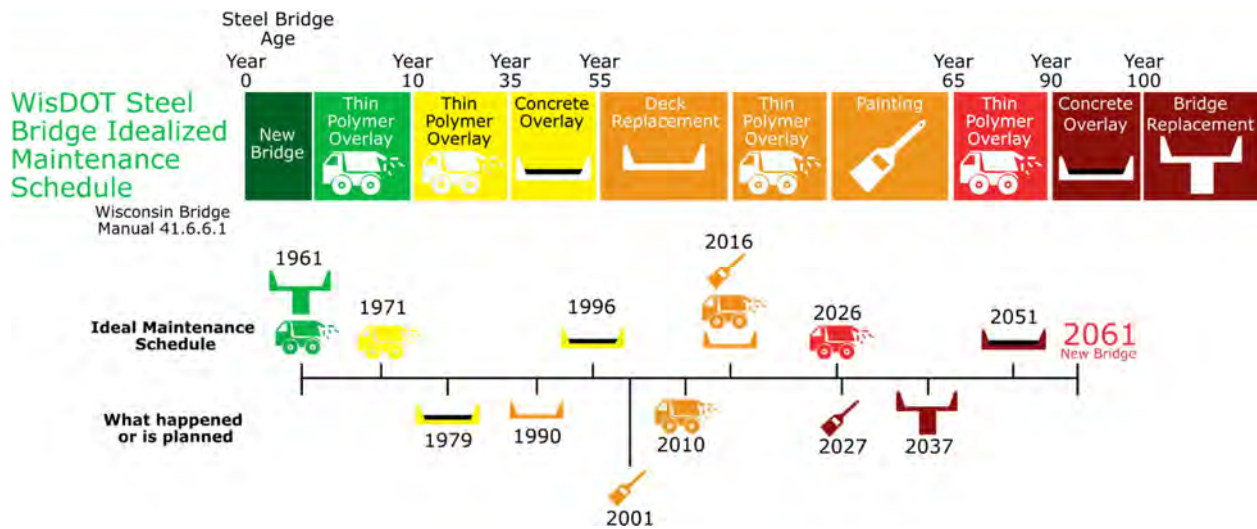 Steel Bridge
Age
Year
0
Year
10
Year
35
Year
55
Year
65
Year
90
Year
100
WisDOT Steel
Bridge Idealized
Maintenance
Schedule
New
Bridge
Thin
Polymer
Overlay
Thin
Polymer
Overlay
Concrete
Overlay
Deck
Replacement
Thin
Polymer
Overlay
Painting
Thin
Polymer
Overlay
Concrete
Overlay
Bridge
Replacement
Wisconsin Bridge
Manual 41.6.6.1
Ideal Maintenance
Schedule
1961
1971
1996
2016
2026
2051
2061
New Bridge
What happened
or is planned
1979
1990
2001
2010
2027
2037